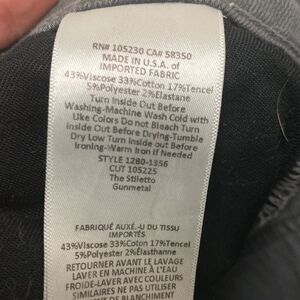 RN# 105230 CA# 58350
MADE IN U.S.A. of
IMPORTED FABRIC
43%Viscose 33%Cotton 17%Tencel
5%Polyester 2%Elastane
Turn Inside Out Before
Washing-Machine Wash Cold with
Like Colors Do not Bleach Turn
Inside Out Before Drying-Tumble
Dry Low Turn Inside out Before
Ironing-Warm Iron if Needed
STYLE 1280-1356
CUT 105225
The Stiletto
Gunmetal
FABRIQUÉ AUXÉ.-U DU TISSU
IMPORTÉS
43%Viscose 33%Coton 17%Tencel
5%Polyester 2%Élasthanne
RETOURNER AVANT LE LAVAGE
LAVER EN MACHINE À L'EAU
FROIDE-LAVER AVEC COULEURS
SIMILAIRES NE PAS UTILISER
DE BLANCHIMENT